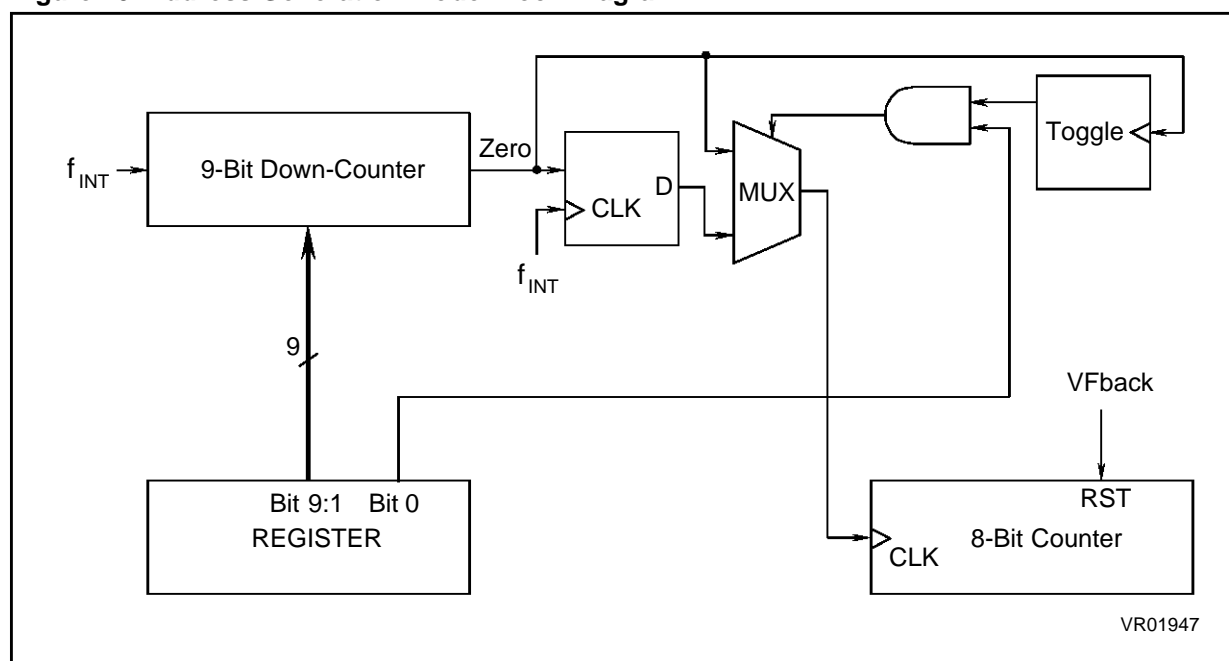 Zero
9-Bit Down-Counter
f INT
D
CLK
f INT
MUX
Toggle
9
VFback
Bit 9:1 Bit 0
REGISTER
RST
8-Bit Counter
CLK
VR01947